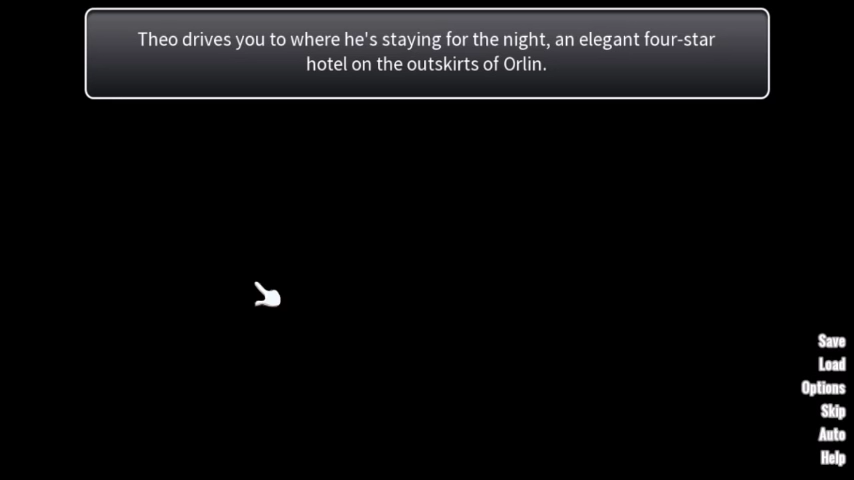 Theo drives you to where he's staying for the night, an elegant four-star
hotel on the outskirts of Orlin.
Save
Load
Options
Skip
Auto
Help